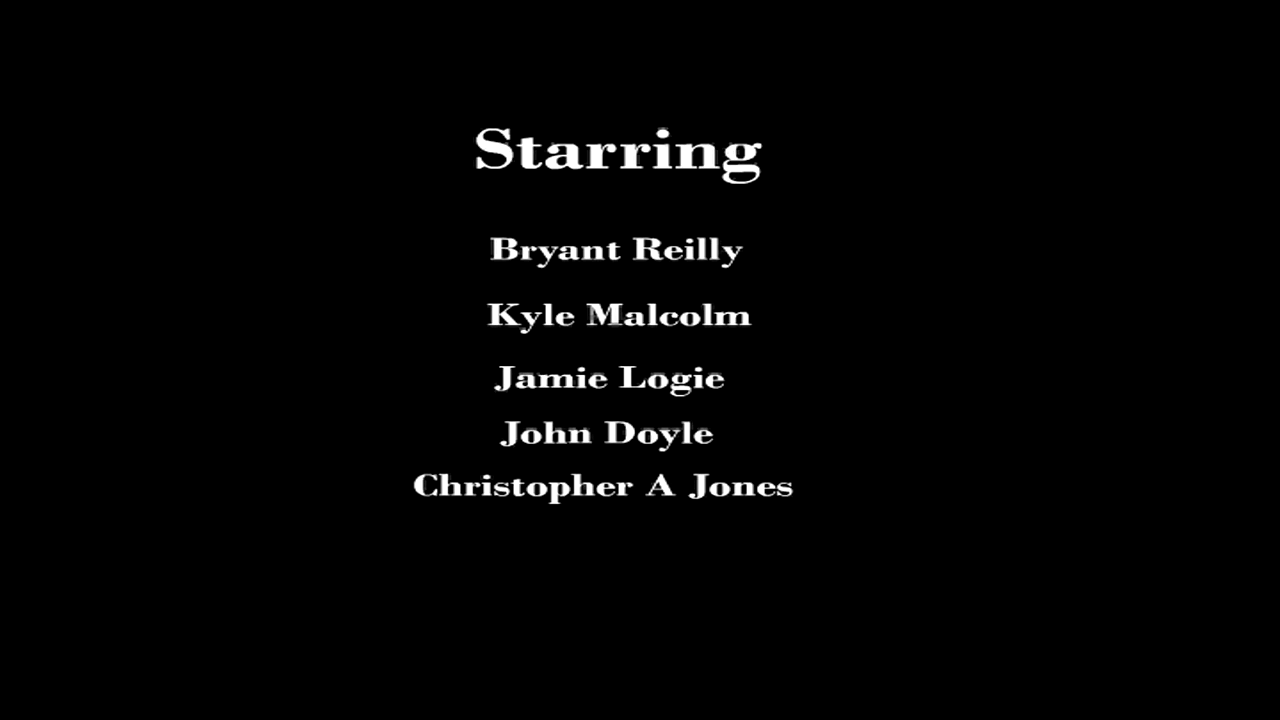 Starring
Bryant Reilly
Kyle Malcolm
Jamie Logie
John Doyle
Christopher A Jones